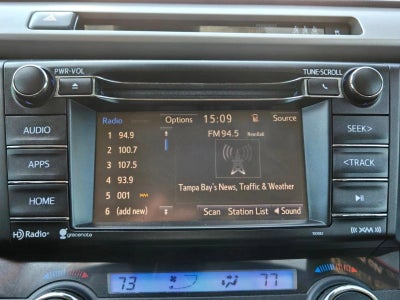 PWR·VOL
TUNE·SCROLL
AUDIO
APPS
HOME
HD Radio
gracenote
Radio
Options
15:09
Source
1 94.9
2 100.7
3 107.5
4 93.9
5 001
6 (add new)
FM 94.5
Tampa Bay's News, Traffic & Weather
Scan
Station List
Sound
SEEK>
<TRACK
((SXM))
73
77